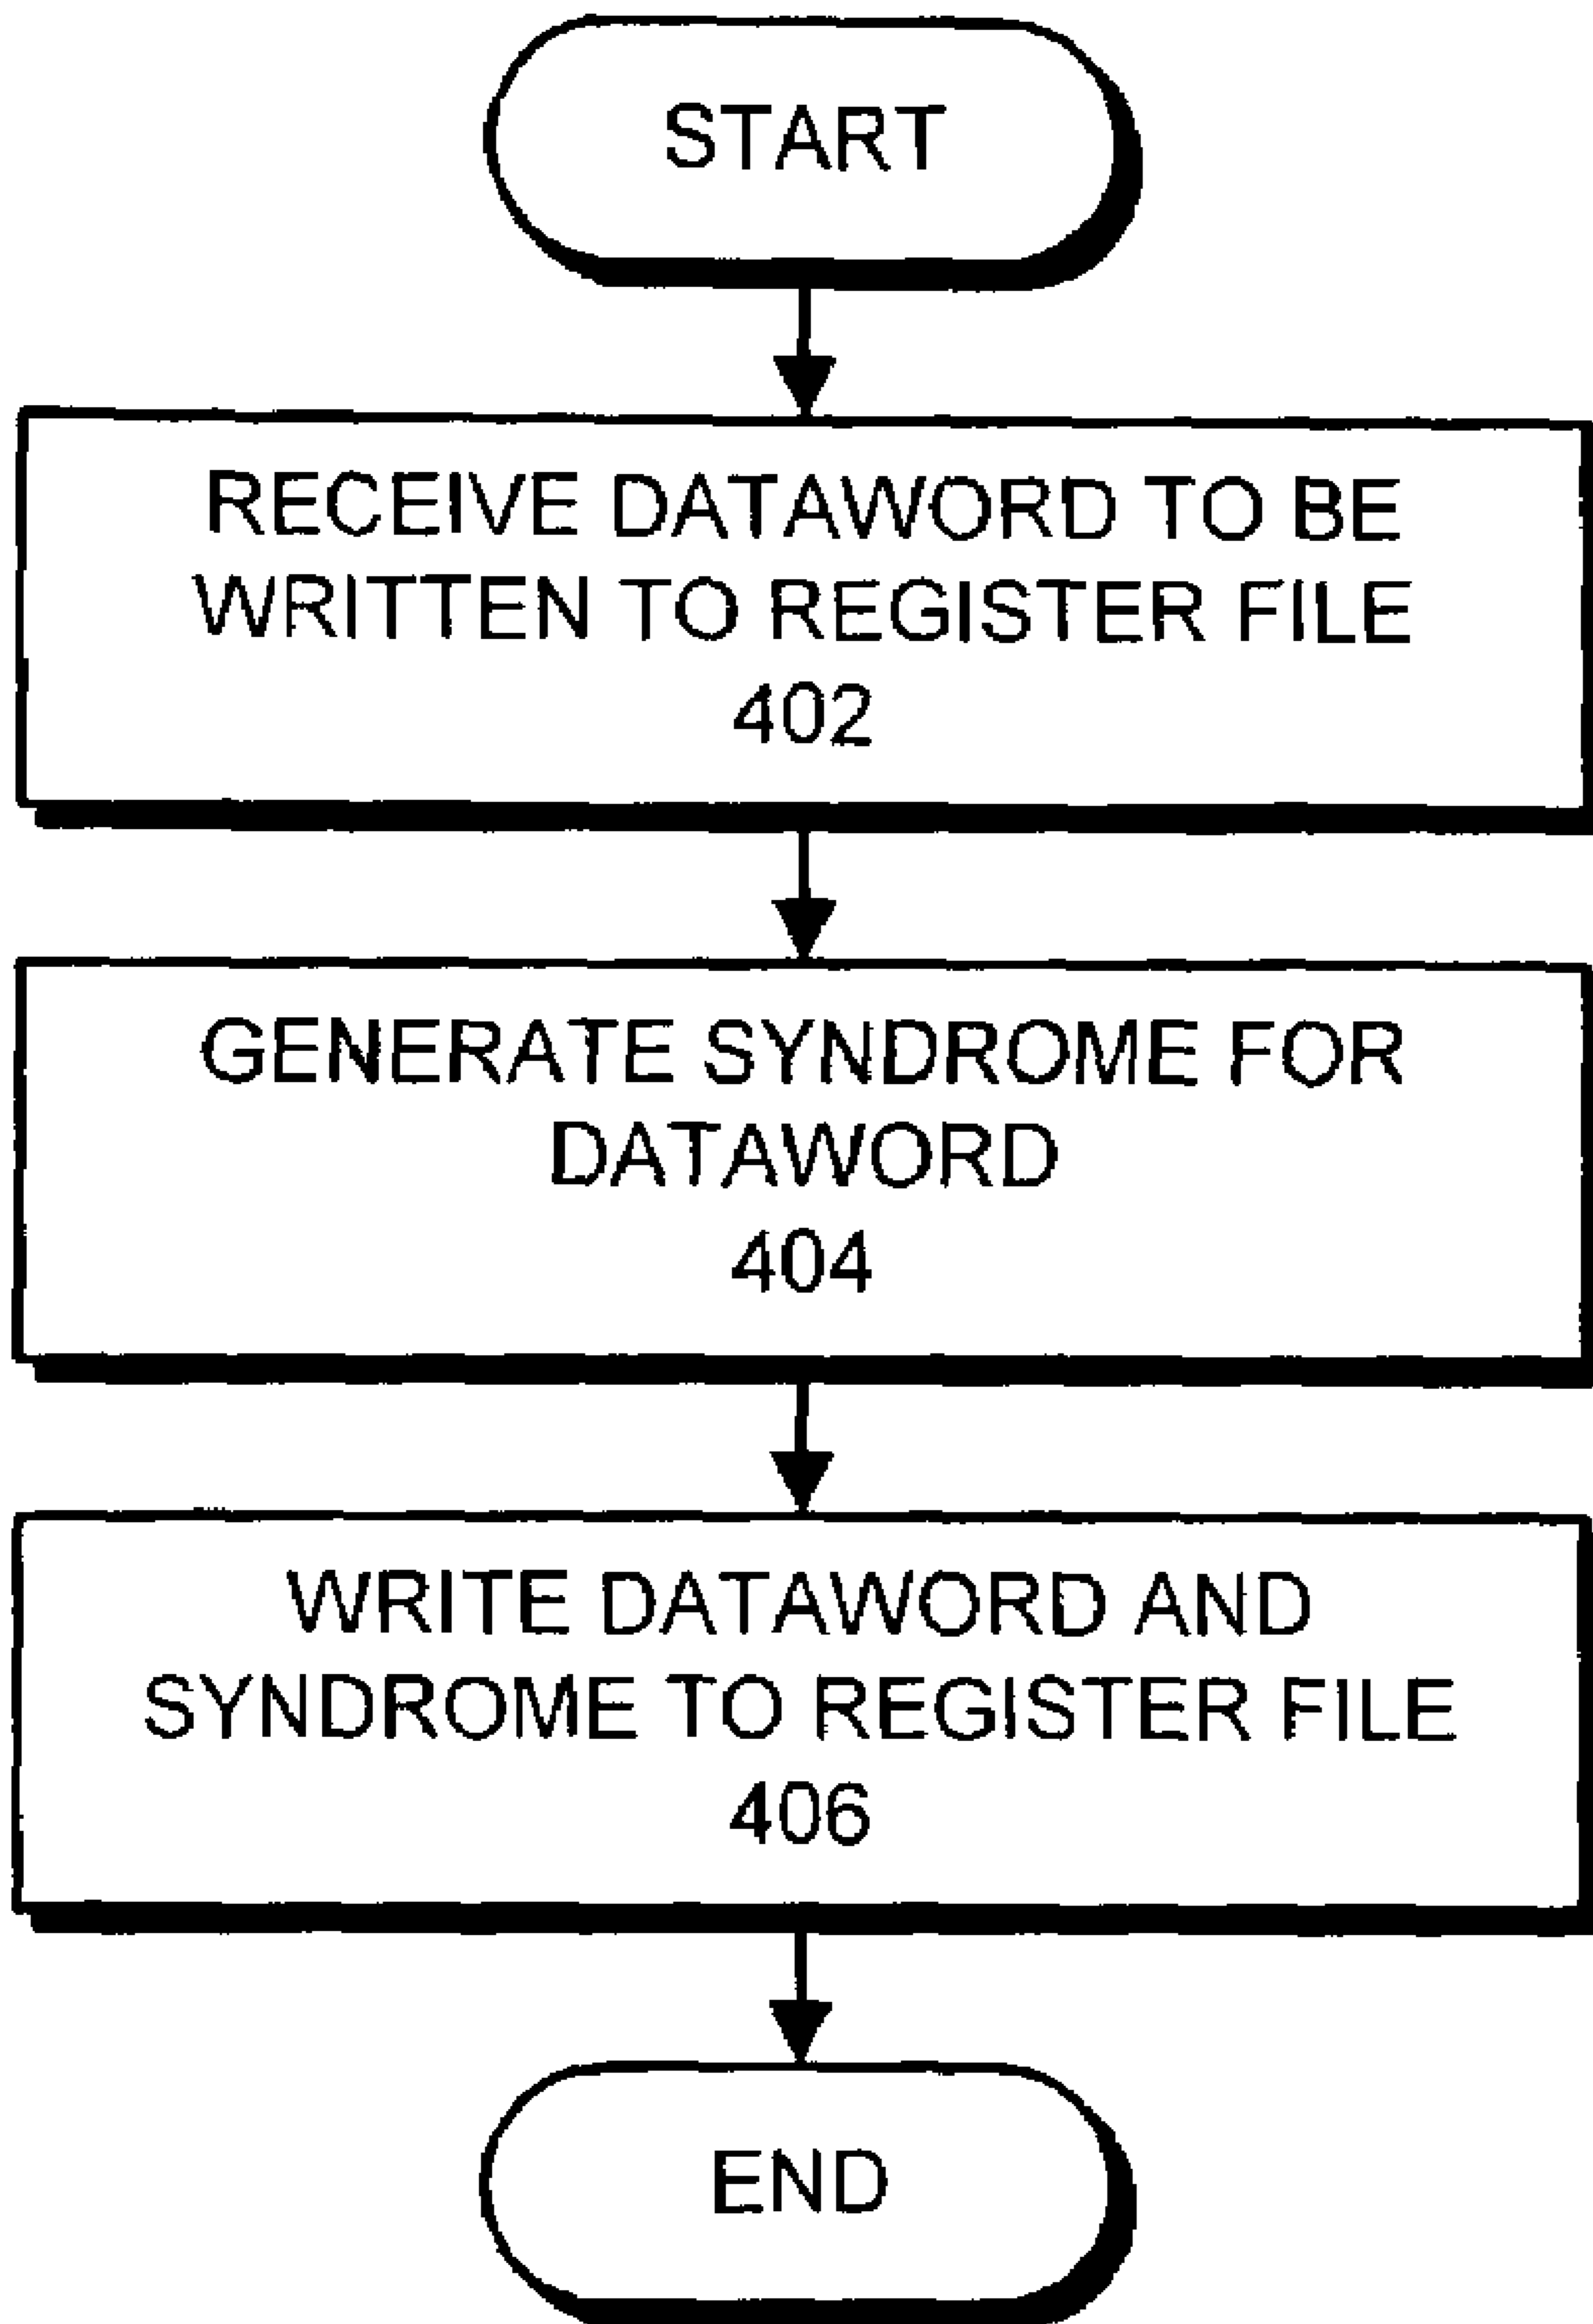 START
RECEIVE DATAWORD TO BE
WRITTEN TO REGISTER FILE
402
GENERATE SYNDROME FOR
DATAWORD
404
WRITE DATAWORD AND
SYNDROME TO REGISTER FILE
406
END